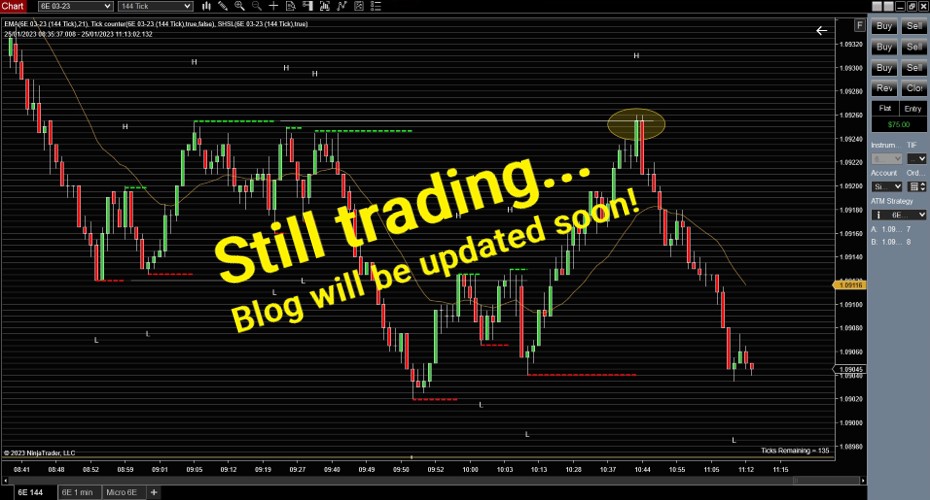 Chart
6E 03-23
144 Tick
EMA(6E 03-23 (144 Tick),21), Tick counter(6E 03-23 (144 Tick),true,false), SHSL(6E 03-23 (144 Tick),true)
25/01/2023 08:35:37.008 - 25/01/2023 11:13:02.132
F
H
H
H
H
H
H
H
L
L
L
L
L
L
L
Still trading...
Blog will be updated soon!
1.09320
1.09300
1.09280
1.09260
1.09240
1.09220
1.09200
1.09180
1.09160
1.09140
1.09120
1.09116
1.09100
1.09080
1.09060
1.09045
1.09040
1.09020
1.09000
1.08980
Buy Sell
Buy Sell
Buy Sell
Rev Clo
Flat Entry
$75.00
Instrum... TIF
Account Ord...
Si...
ATM Strategy
6E...
A: 1.09... 7
B: 1.09... 8
© 2023 NinjaTrader, LLC
Ticks Remaining = 135
08:41 08:48 08:52 08:59 09:01 09:05 09:12 09:19 09:27 09:32 09:40 09:49 09:52 10:00 10:03 10:13 10:28 10:37 10:44 10:55 11:05 11:12 11:15
6E 144 6E 1 min Micro 6E +